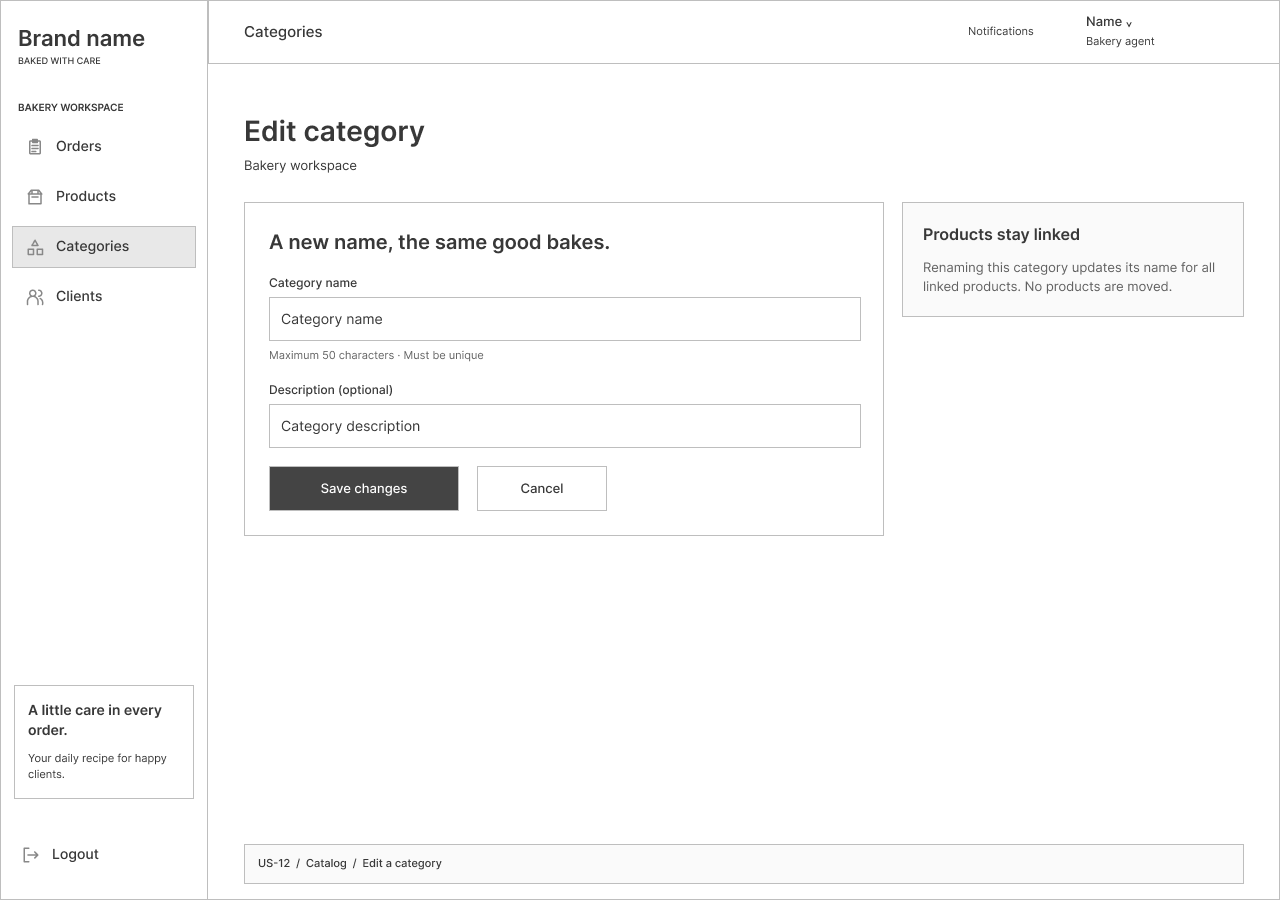 Brand name
BAKED WITH CARE
BAKERY WORKSPACE
Orders
Products
Categories
Clients
A little care in every
order.
Your daily recipe for happy
clients.
Logout
Categories
Notifications
Name
Bakery agent
Edit category
Bakery workspace
A new name, the same good bakes.
Category name
Category name
Maximum 50 characters · Must be unique
Description (optional)
Category description
Save changes
Cancel
Products stay linked
Renaming this category updates its name for all
linked products. No products are moved.
US-12 / Catalog / Edit a category